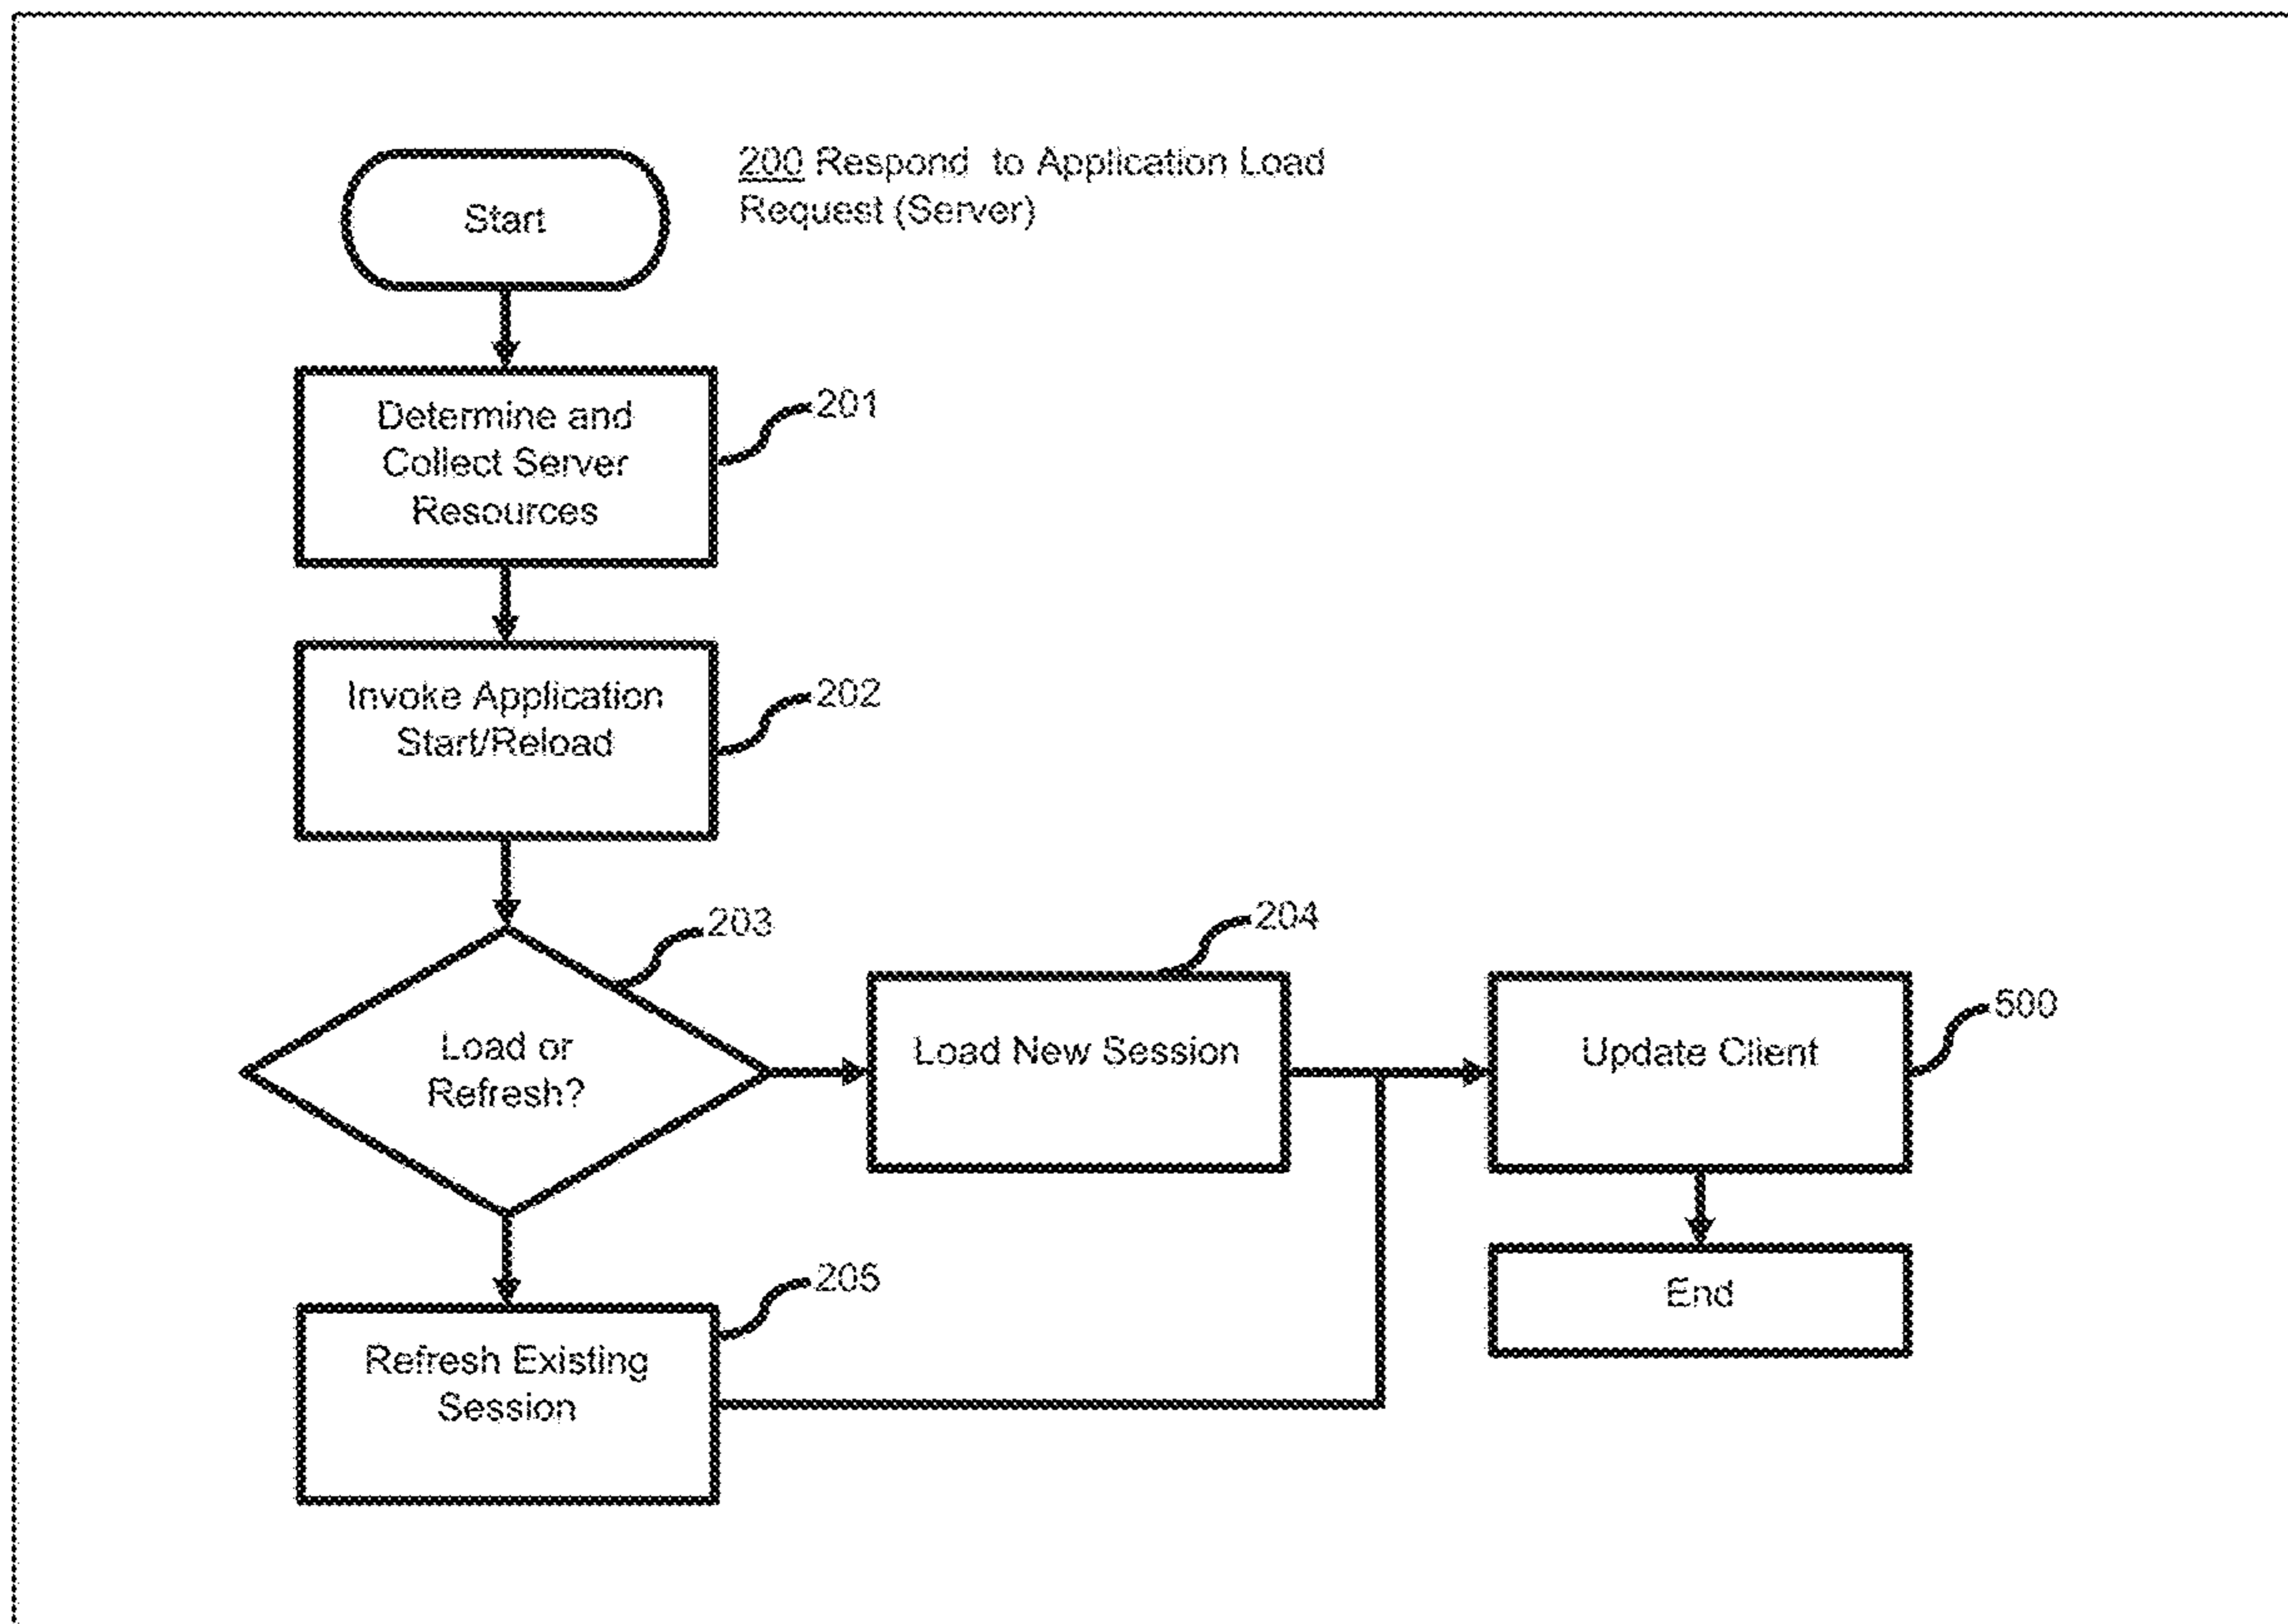 200 Respond to Application Load
Request (Server)
Start
Determine and
Collect Server
Resources
201
Invoke Application
Start/Reload
202
203
Load or
Refresh?
204
Load New Session
Update Client
500
205
Refresh Existing
Session
End